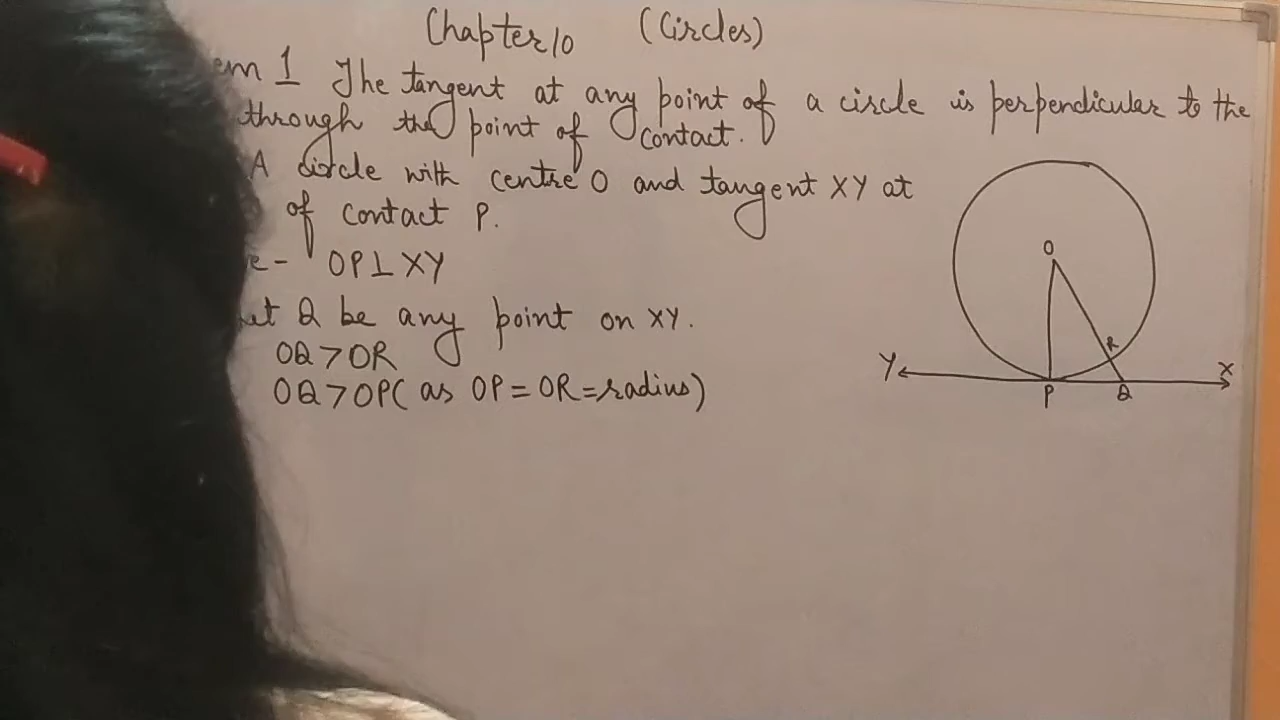 Chapter 10 (Circles)
1 The tangent at any point of a circle is perpendicular to the
through the point of contact.
A circle with centre O and tangent XY at
of contact P.
OP⊥XY
Q be any point on XY.
OQ>OR
OQ>OP( as OP=OR=radius)
O
R
Y
X
P
Q